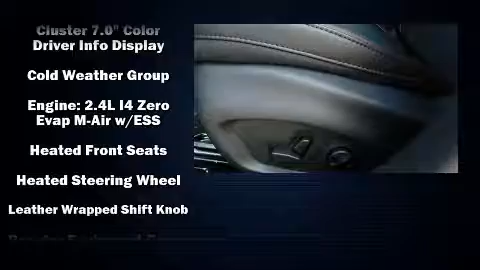 Cluster 7.0" Color
Driver Info Display
Cold Weather Group
Engine: 2.4L I4 Zero
Evap M-Air w/ESS
Heated Front Seats
Heated Steering Wheel
Leather Wrapped Shift Knob